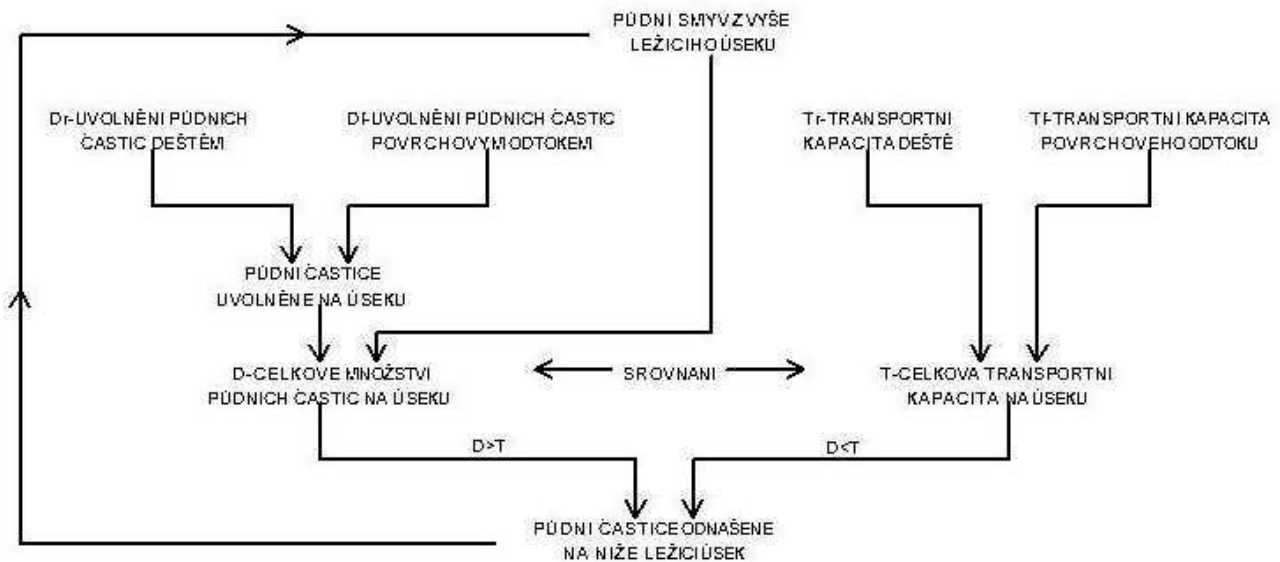 PŮDNÍ SMYV Z VÝŠE
LEŽÍCÍHO ÚSEKU
Dr-UVOLNĚNÍ PŮDNÍCH
ČÁSTIC DEŠTĚM
Df-UVOLNĚNÍ PŮDNÍCH ČÁSTIC
POVRCHOVÝM ODTOKEM
Tr-TRANSPORTNÍ
KAPACITA DEŠTĚ
Tf-TRANSPORTNÍ KAPACITA
POVRCHOVÉHO ODTOKU
PŮDNÍ ČÁSTICE
UVOLNĚNÉ NA ÚSEKU
D-CELKOVÉ MNOŽSTVÍ
PŮDNÍCH ČÁSTIC NA ÚSEKU
SROVNÁNÍ
T-CELKOVÁ TRANSPORTNÍ
KAPACITA NA ÚSEKU
D>T
D<T
PŮDNÍ ČÁSTICE ODNÁŠENÉ
NA NÍŽE LEŽÍCÍ ÚSEK